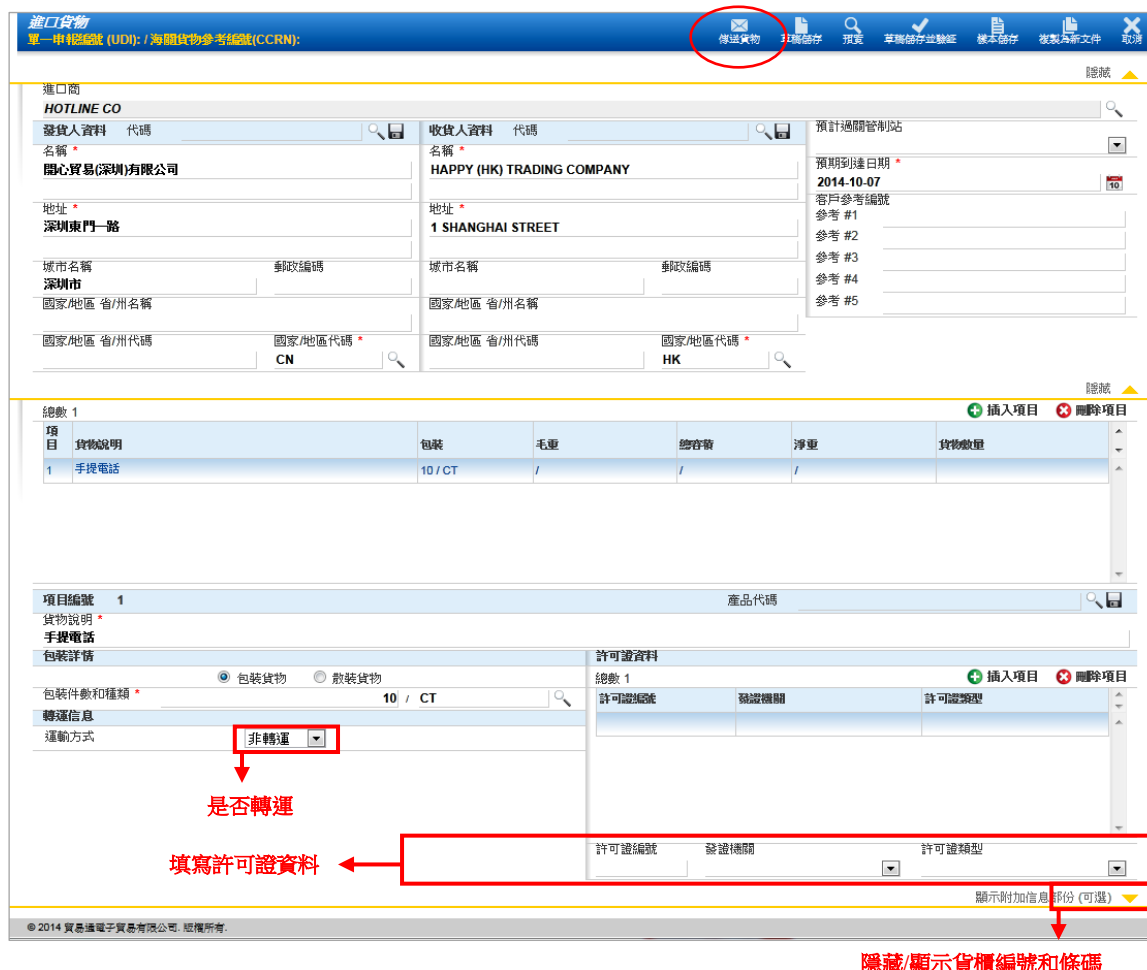 進口貨物
單一申報編號 (UDI): / 海關貨物參考編號(CCRN):
傳送貨物 草稿儲存 預覽 草稿儲存並驗証 樣本儲存 複製為新文件 取消
隱藏
進口商
HOTLINE CO
發貨人資料 代碼 收貨人資料 代碼 預計過關管制站
名稱 * 名稱 *
開心貿易(深圳)有限公司 HAPPY (HK) TRADING COMPANY
預期到達日期 *
2014-10-07 10
客戶參考編號
地址 * 地址 * 參考 #1
深圳東門一路 1 SHANGHAI STREET
參考 #2
參考 #3
城市名稱 郵政編碼 城市名稱 郵政編碼
深圳市 參考 #4
國家/地區 省/州名稱 國家/地區 省/州名稱 參考 #5
國家/地區 省/州代碼 國家/地區代碼 * 國家/地區 省/州代碼 國家/地區代碼 *
CN HK
隱藏
總數 1 插入項目 刪除項目
項目 貨物說明 包裝 毛重 總容積 淨重 貨物數量
1 手提電話 10 / CT / / /
項目編號 1 產品代碼
貨物說明 *
手提電話
包裝詳情 許可證資料
包裝貨物 散裝貨物 總數 1 插入項目 刪除項目
包裝件數和種類 * 10 / CT 許可證編號 發證機關 許可證類型
轉運信息
運輸方式 非轉運
是否轉運
許可證編號 發證機關 許可證類型
填寫許可證資料
顯示附加信息部份 (可選)
© 2014 貿易通電子貿易有限公司. 版權所有.
隱藏/顯示貨櫃編號和條碼